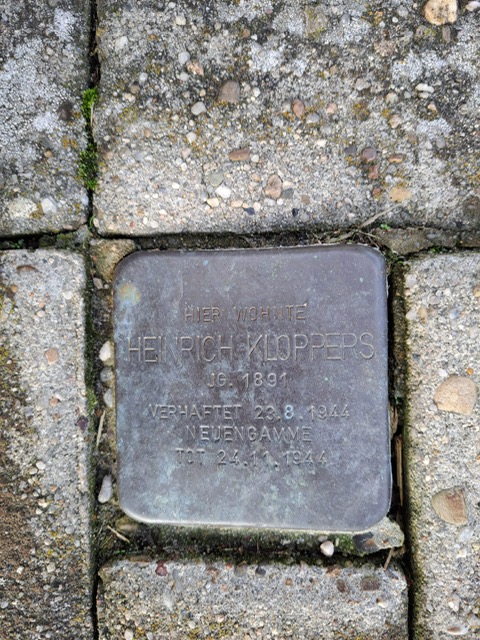 HIER WOHNTE
HEINRICH KLOPPERS
JG. 1891
VERHAFTET 23.8.1944
NEUENGAMME
TOT 24.11.1944